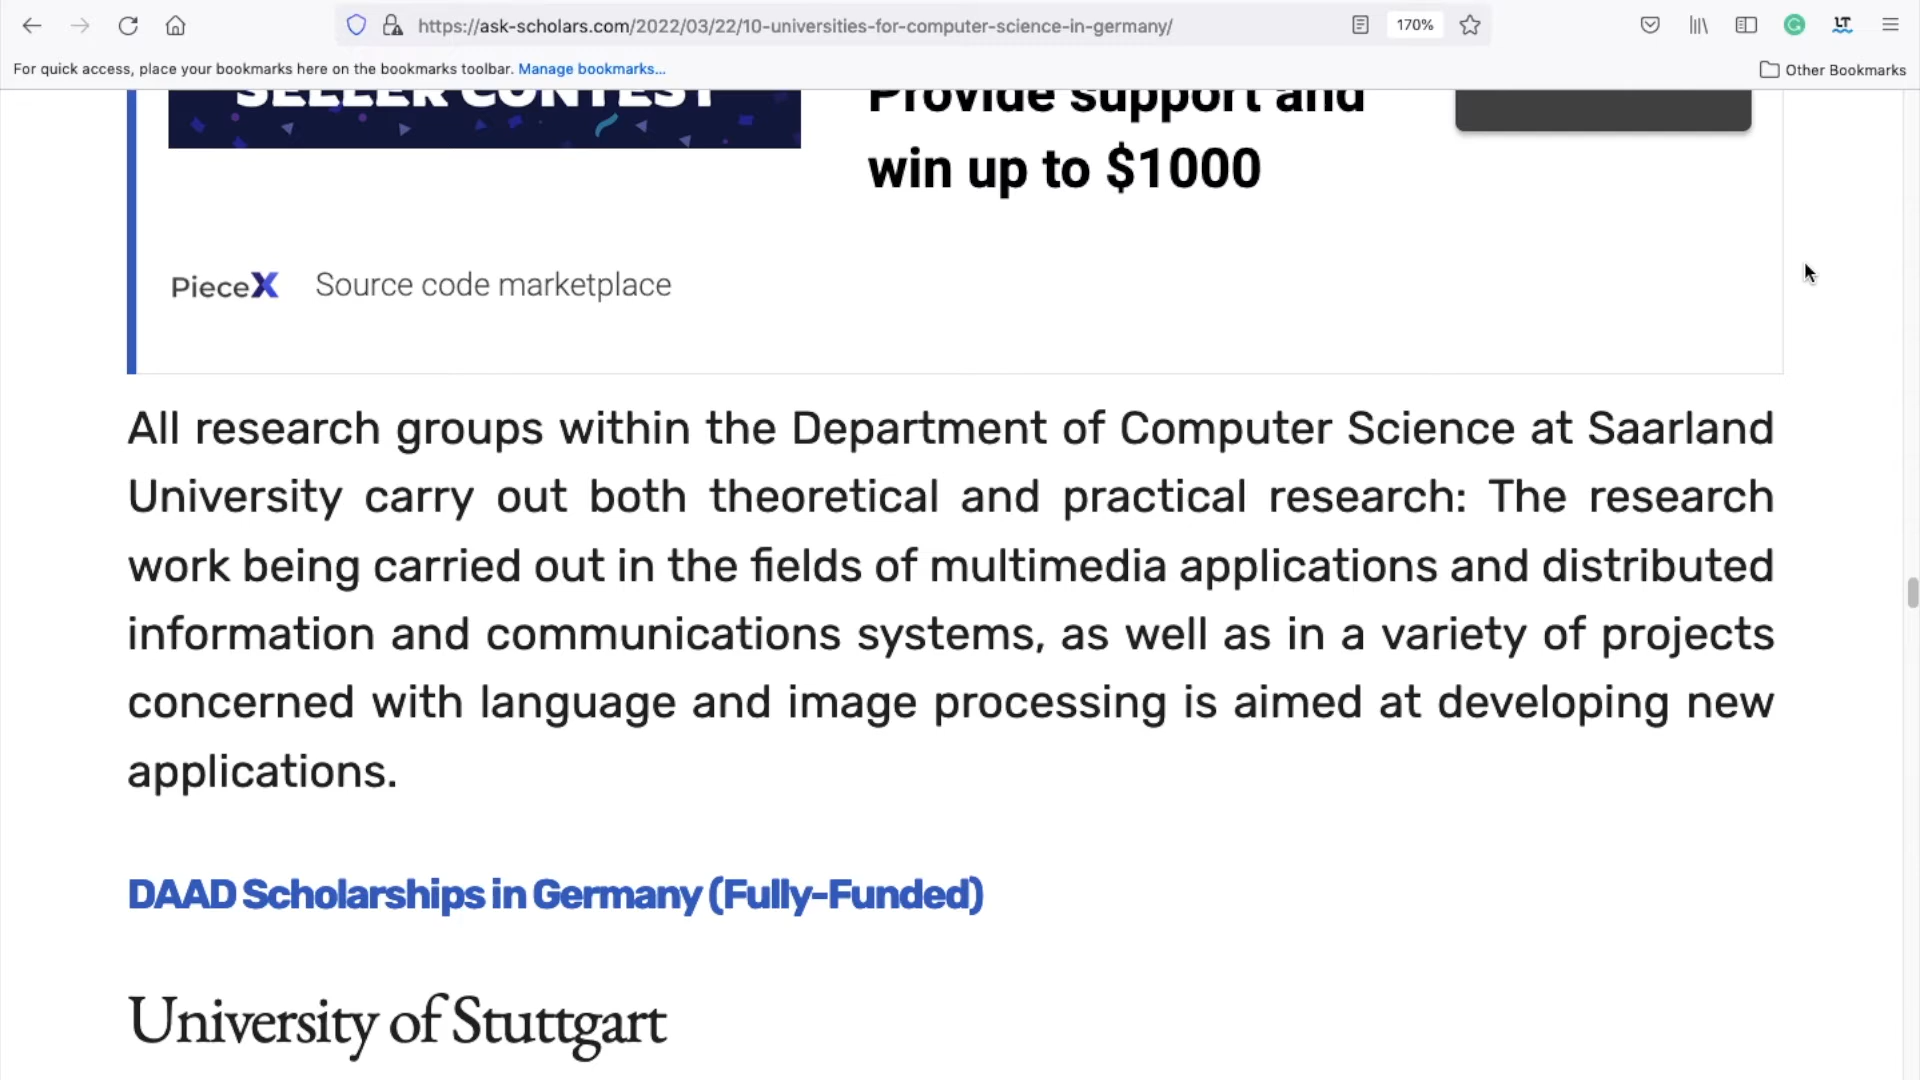 https://ask-scholars.com/2022/03/22/10-universities-for-computer-science-in-germany/
170%
For quick access, place your bookmarks here on the bookmarks toolbar. Manage bookmarks...
Other Bookmarks
SELLER CONTEST
Provide support and
win up to $1000
PieceX Source code marketplace
All research groups within the Department of Computer Science at Saarland
University carry out both theoretical and practical research: The research
work being carried out in the fields of multimedia applications and distributed
information and communications systems, as well as in a variety of projects
concerned with language and image processing is aimed at developing new
applications.
DAAD Scholarships in Germany (Fully-Funded)
University of Stuttgart